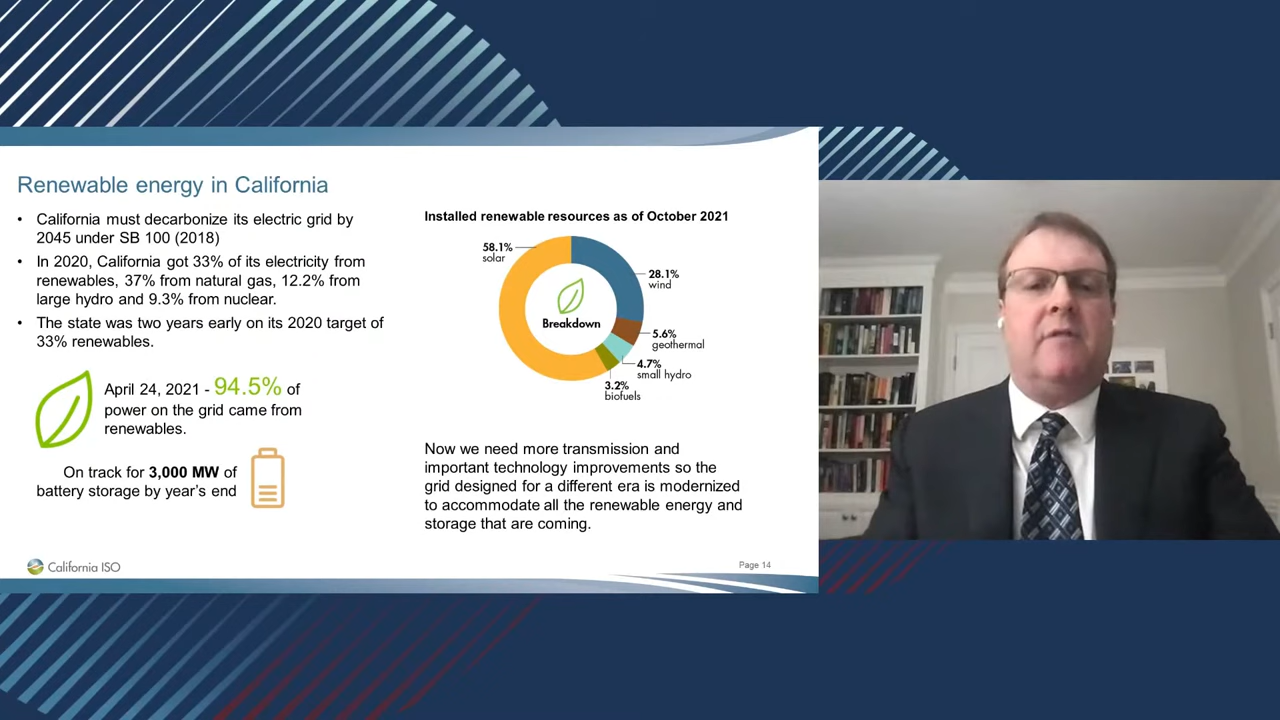 Renewable energy in California
• California must decarbonize its electric grid by
2045 under SB 100 (2018)
• In 2020, California got 33% of its electricity from
renewables, 37% from natural gas, 12.2% from
large hydro and 9.3% from nuclear.
• The state was two years early on its 2020 target of
33% renewables.
April 24, 2021 - 94.5% of
power on the grid came from
renewables.
On track for 3,000 MW of
battery storage by year's end
Installed renewable resources as of October 2021
58.1%
solar
28.1%
wind
Breakdown
5.6%
geothermal
4.7%
small hydro
3.2%
biofuels
Now we need more transmission and
important technology improvements so the
grid designed for a different era is modernized
to accommodate all the renewable energy and
storage that are coming.
California ISO
Page 14